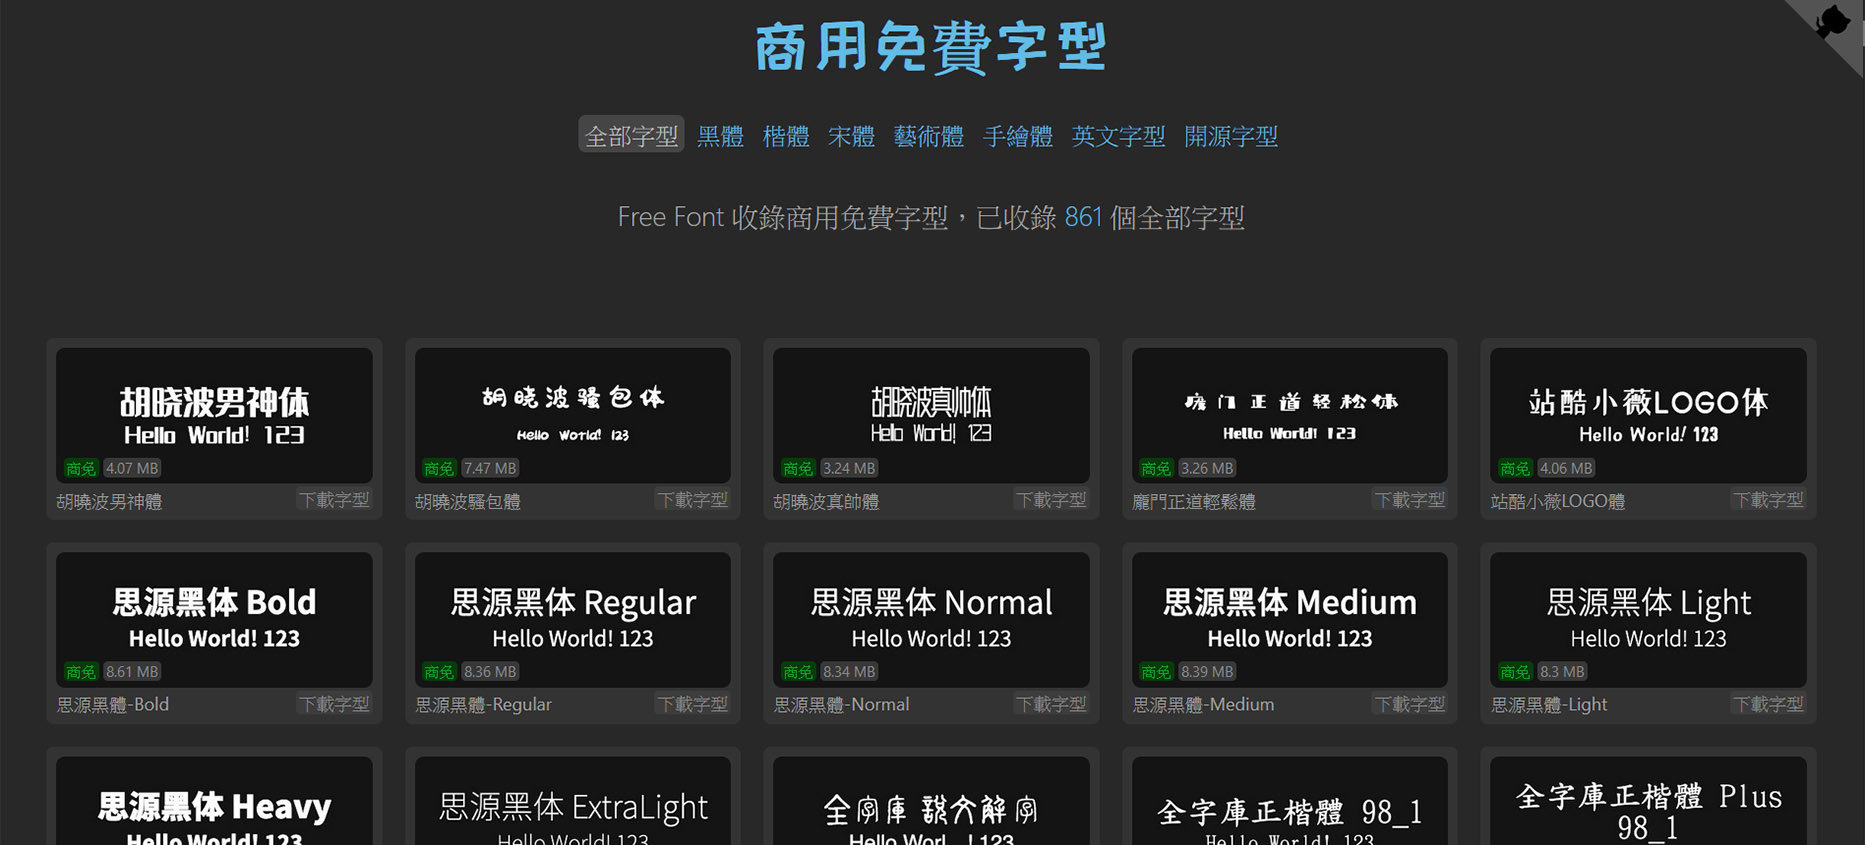 商用免費字型
全部字型 黑體 楷體 宋體 藝術體 手繪體 英文字型 開源字型
Free Font 收錄商用免費字型，已收錄 861 個全部字型
胡晓波男神体
Hello World! 123
商免 4.07 MB
胡曉波男神體 下載字型
胡晓波骚包体
Hello World! 123
商免 7.47 MB
胡曉波騷包體 下載字型
胡晓波真帅体
Hello World! 123
商免 3.24 MB
胡曉波真帥體 下載字型
庞门正道轻松体
Hello World! 123
商免 3.26 MB
龐門正道輕鬆體 下載字型
站酷小薇LOGO体
Hello World! 123
商免 4.06 MB
站酷小薇LOGO體 下載字型
思源黑体 Bold
Hello World! 123
商免 8.61 MB
思源黑體-Bold 下載字型
思源黑体 Regular
Hello World! 123
商免 8.36 MB
思源黑體-Regular 下載字型
思源黑体 Normal
Hello World! 123
商免 8.34 MB
思源黑體-Normal 下載字型
思源黑体 Medium
Hello World! 123
商免 8.39 MB
思源黑體-Medium 下載字型
思源黑体 Light
Hello World! 123
商免 8.3 MB
思源黑體-Light 下載字型
思源黑体 Heavy
Hello World! 123
思源黑体 ExtraLight
Hello World! 123
全字庫 說文解字
Hello Worl  ! 123
全字庫正楷體 98_1
Hello World! 123
全字庫正楷體 Plus
98_1